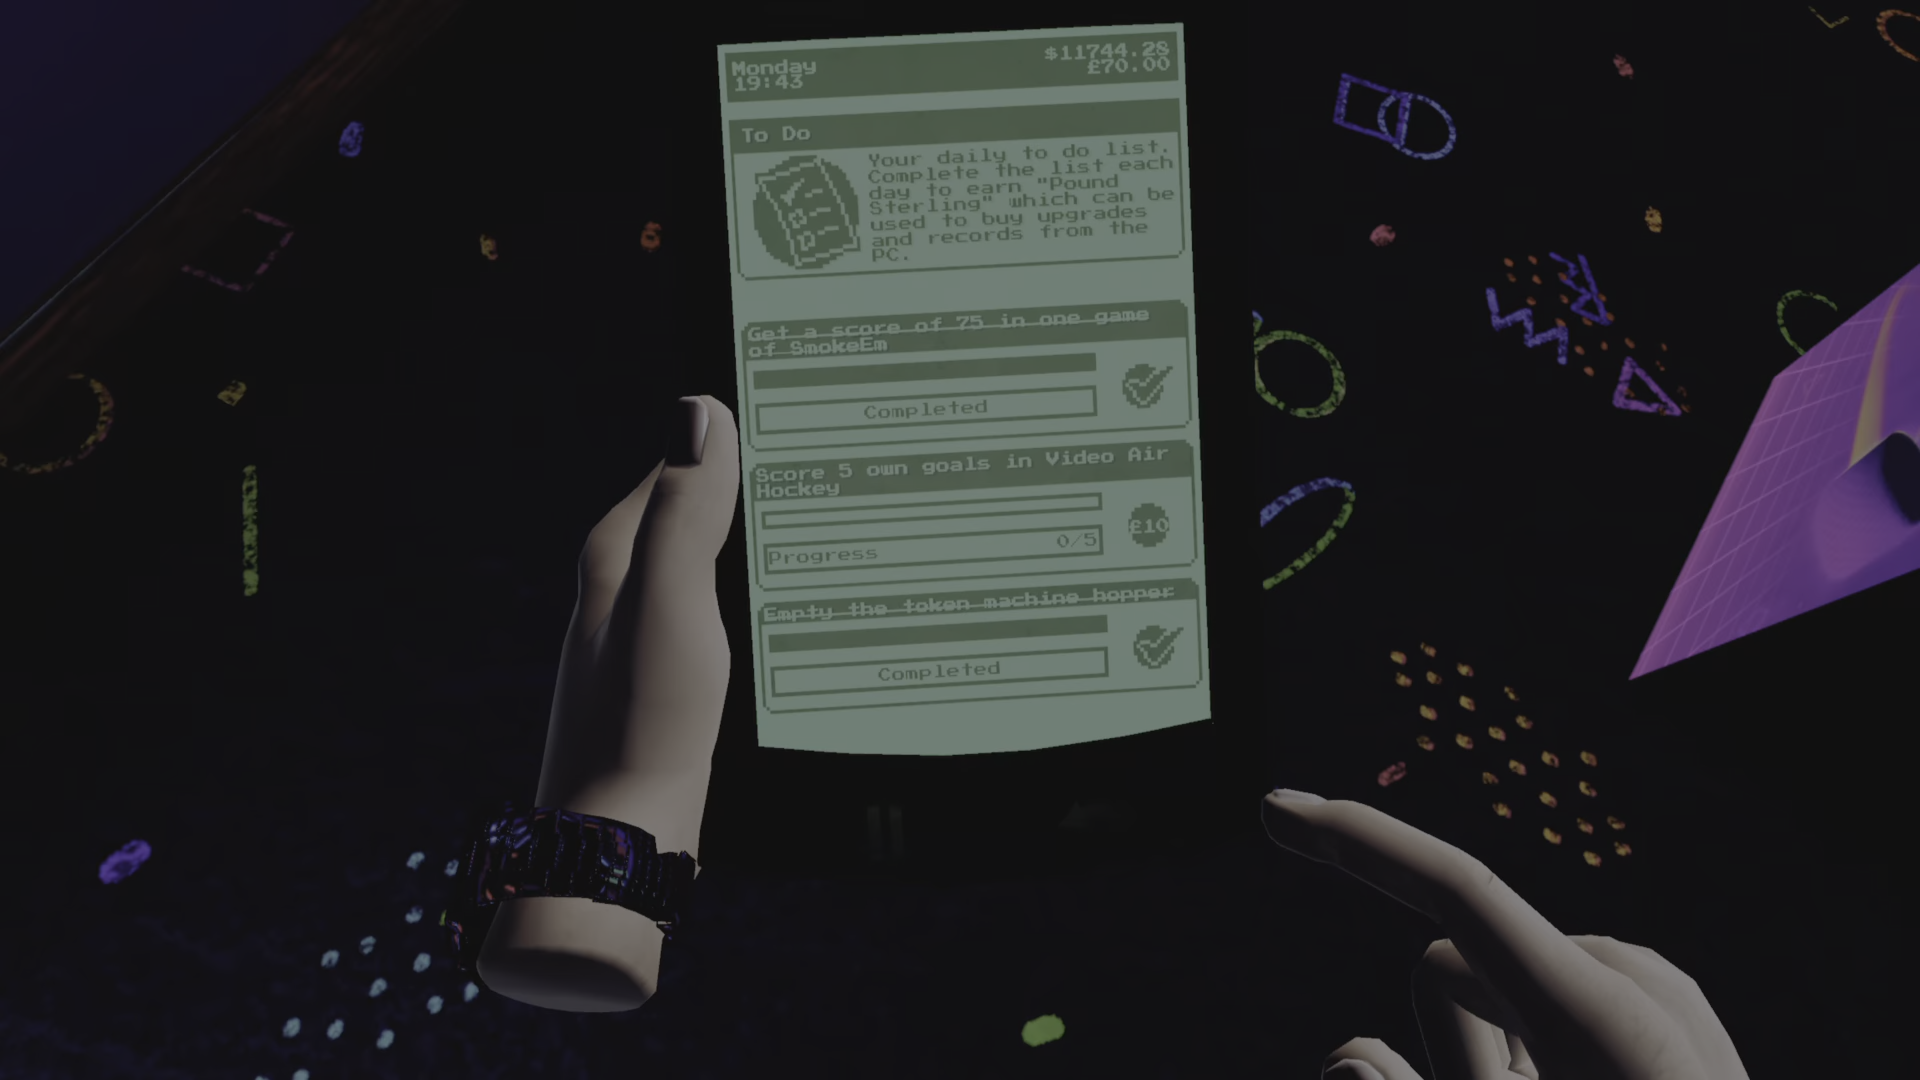 Monday
19:43
$11744.28
£70.00
To Do
Your daily to do list.
Complete the list each
day to earn "Pound
Sterling" which can be
used to buy upgrades
and records from the
PC.
Get a score of 75 in one game
of SmokeEm
Completed
Score 5 own goals in Video Air
Hockey
£10
Progress 0/5
Empty the token machine hopper
Completed